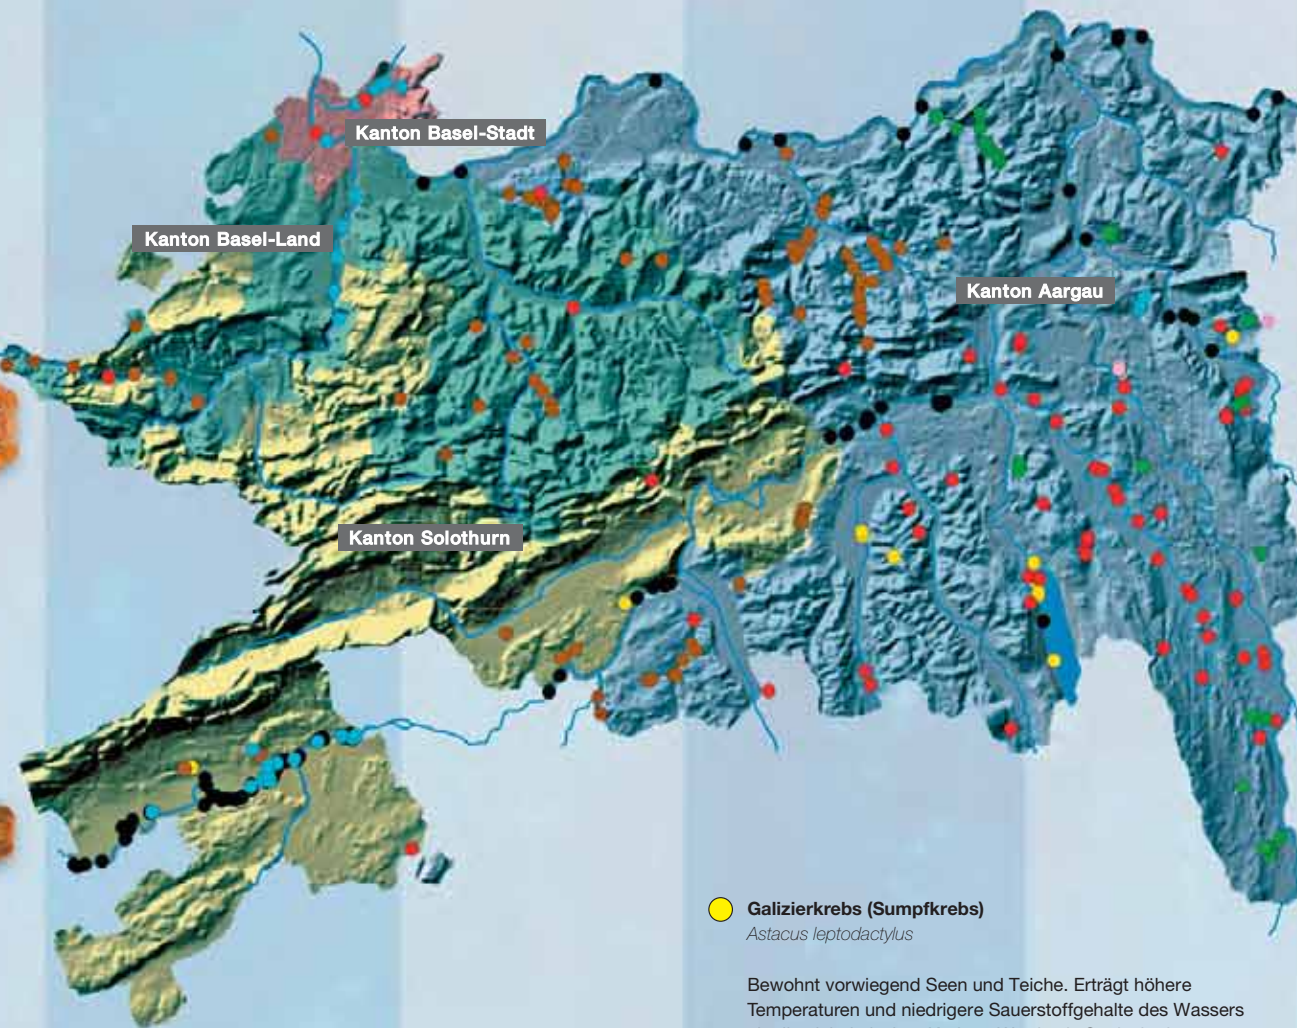 Kanton Basel-Stadt
Kanton Basel-Land
Kanton Aargau
Kanton Solothurn
Galizierkrebs (Sumpfkrebs)
Astacus leptodactylus
Bewohnt vorwiegend Seen und Teiche. Erträgt höhere
Temperaturen und niedrigere Sauerstoffgehalte des Wassers